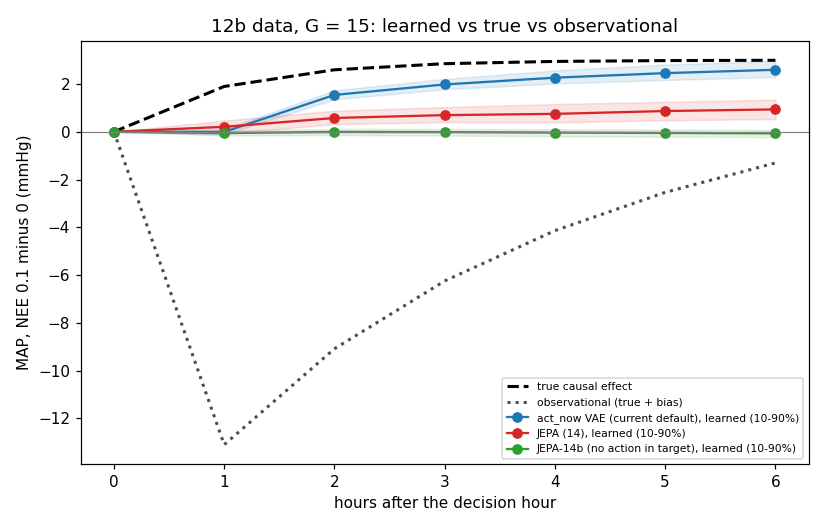 12b data, G = 15: learned vs true vs observational
MAP, NEE 0.1 minus 0 (mmHg)
2
0
−2
−4
−6
−8
−10
−12
0 1 2 3 4 5 6
hours after the decision hour
true causal effect
observational (true + bias)
act_now VAE (current default), learned (10-90%)
JEPA (14), learned (10-90%)
JEPA-14b (no action in target), learned (10-90%)